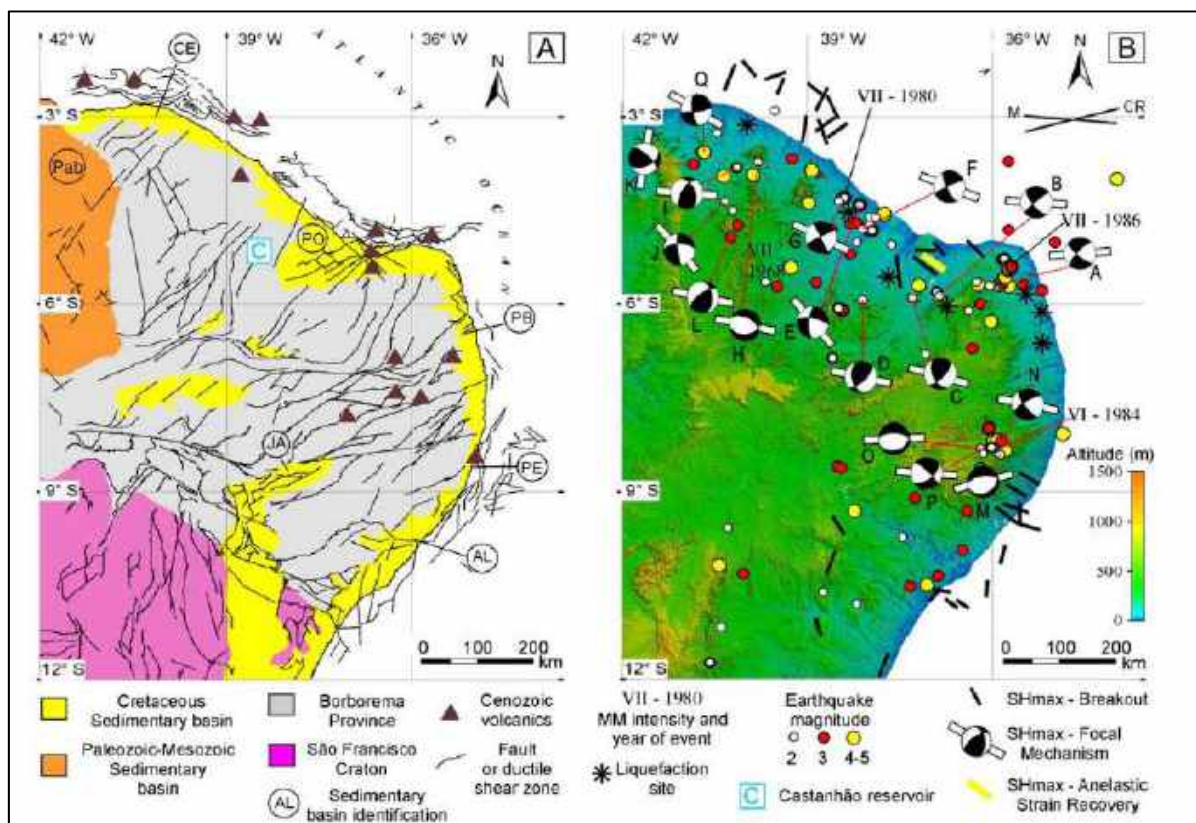 42° W
39° W
36° W
A
CE
N
ATLANTIC OCEAN
3° S
Pab
C
PO
6° S
PB
JA
PE
9° S
AL
12° S
0 100 200
km
42° W
39° W
36° W
B
N
Q
VII - 1980
M
CR
F
K
I
B
VII - 1986
G
J
VII
1968
A
6° S
L
H
E
D
C
N
VI - 1984
O
Altitude (m)
1500
9° S
P
M
1000
500
0
12° S
0 100 200
km
Cretaceous
Sedimentary basin
Borborema
Province
Cenozoic
volcanics
Paleozoic-Mesozoic
Sedimentary
basin
São Francisco
Craton
Fault
or ductile
shear zone
AL
Sedimentary
basin identification
VII - 1980
MM intensity and
year of event
Liquefaction
site
Earthquake
magnitude
2 3 4-5
C
Castanhão reservoir
SHmax - Breakout
SHmax - Focal
Mechanism
SHmax - Anelastic
Strain Recovery